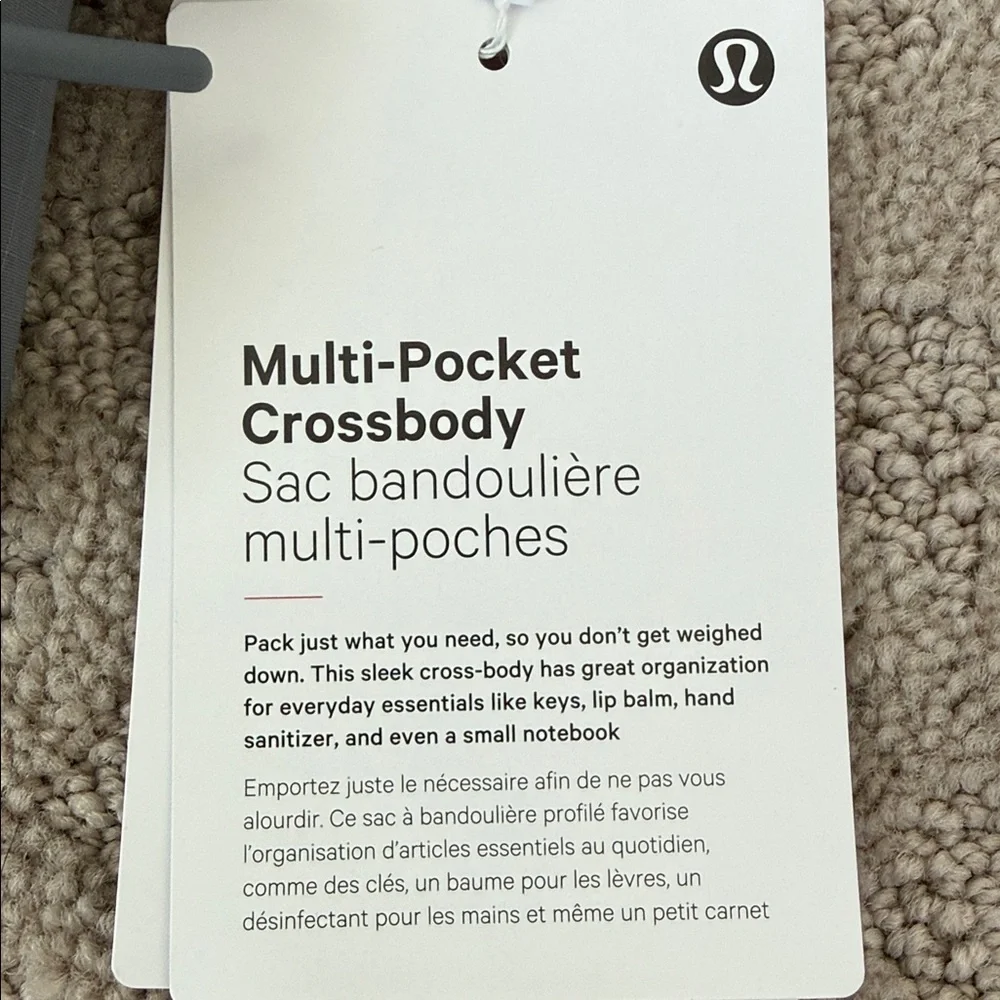 Multi-Pocket
Crossbody
Sac bandoulière
multi-poches
Pack just what you need, so you don't get weighed
down. This sleek cross-body has great organization
for everyday essentials like keys, lip balm, hand
sanitizer, and even a small notebook
Emportez juste le nécessaire afin de ne pas vous
alourdir. Ce sac à bandoulière profilé favorise
l'organisation d'articles essentiels au quotidien,
comme des clés, un baume pour les lèvres, un
désinfectant pour les mains et même un petit carnet